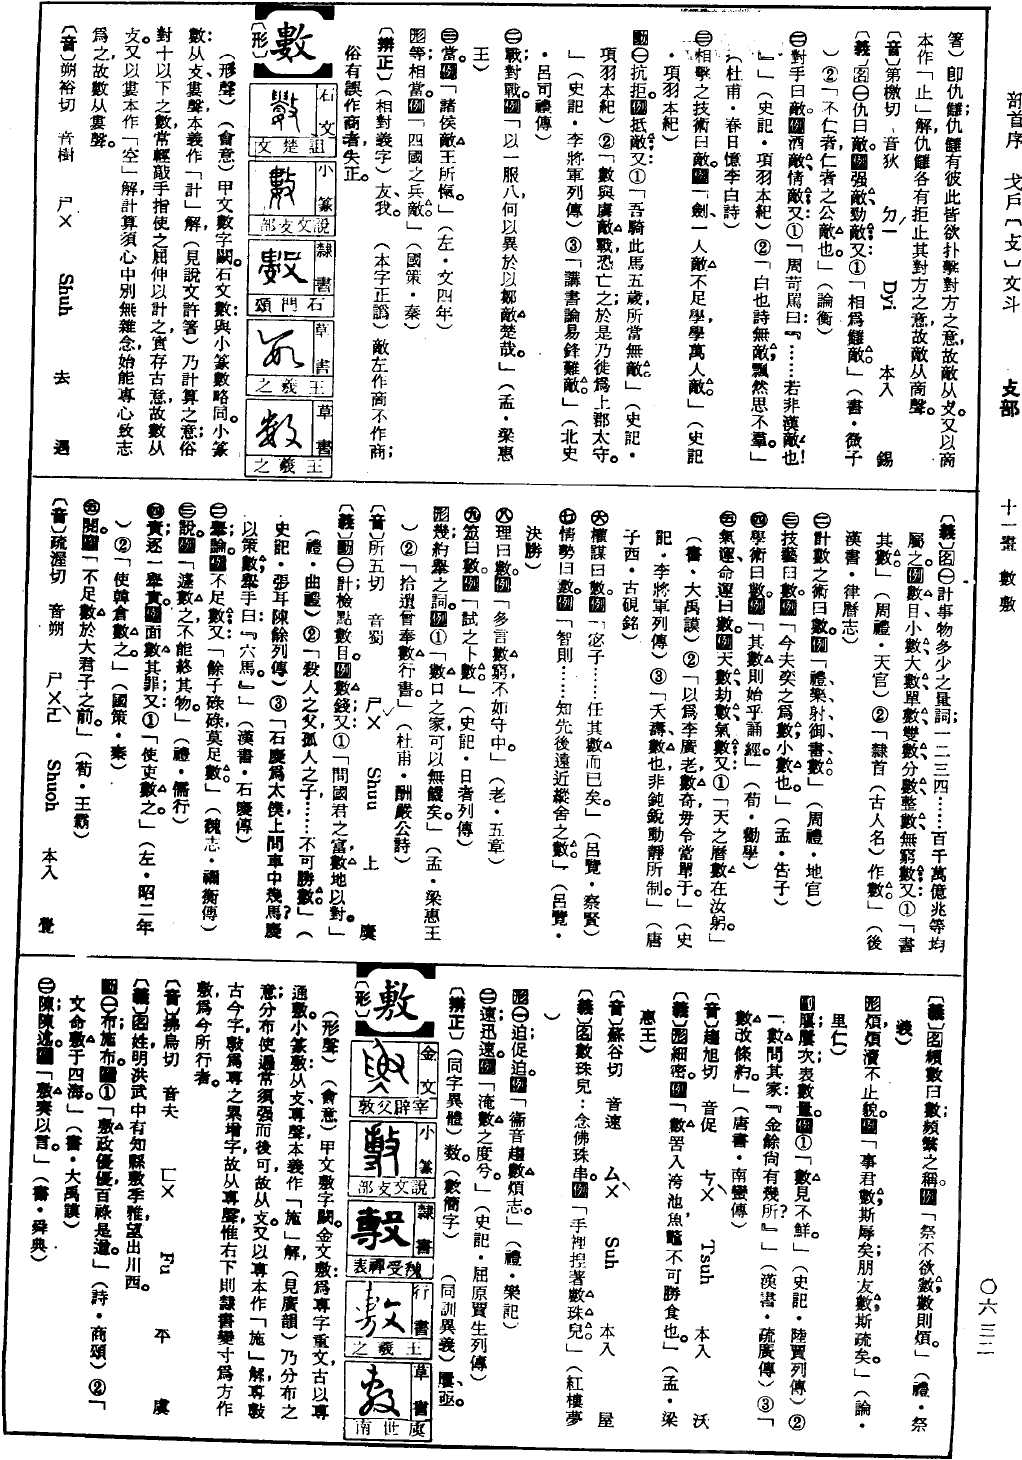 部首序　戈戶〔攴〕文斗　攴部　十一畫　數敷　〇六三二
箸）卽仇讎仇讎有彼此皆欲扑擊對方之意，故敵从攴。又以啇
本作「止」解，仇讎各有拒止其對方之意故敵从啇聲。
〔音〕第檄切　音狄　ㄉㄧˊ　Dyi　本入　錫
〔義〕名㊀仇曰敵。例强敵勁敵又①「相爲讎敵。」（書・微子
）②「不仁者仁者之公敵也。」（論衡）
㊁對手曰敵。例酒敵情敵又：①「周苛駡曰：『……若非漢敵也！
』」（史記・項羽本紀）②「白也詩無敵，飄然思不羣。」
（杜甫・春日憶李白詩）
㊂相擊之技術曰敵。例「劍，一人敵不足學學萬人敵。」（史記
・項羽本紀）
動㊀抗拒。例抵敵又①「吾騎此馬五歲，所當無敵。」（史記・
項羽本紀）②「數與虜敵戰恐亡之於是乃徙爲上郡太守。
」（史記・李將軍列傳）③「講書論易鋒難敵。」（北史
・呂司禮傳）
㊁戰對戰。例「以一服八，何以異於以鄒敵楚哉。」（孟・梁惠
王）
㊂當。例「諸侯敵王所愾。」（左・文四年）
形等相當。例「四國之兵敵。」（國策・秦）
〔辨正〕（相對義字）友、我。　（本字正譌）敵左作啇不作商；
俗有誤作商者失正。
數
〔形〕
石文　詛楚文
小篆　說文攴部
隸書　石門頌
草書　王羲之
草書　王羲之
（形聲）（會意）甲文數字闕。石文數：與小篆數略同。小篆
數：从攴婁聲本義作「計」解（見說文許箸）乃計算之意；俗
對十以下之數常輕敲手指使之屈伸以計之實存古意故數从
攴。又以婁本作「空」解計算須心中別無雜念始能專心致志
爲之故數从婁聲。
〔音〕朔裕切　音樹　ㄕㄨ　Shuh　去　遇
〔義〕名㊀計事物多少之量詞；一二三四……百千萬億兆等均
屬之例數目小數大數單數雙數分數整數無窮數又：①「書
其數」（周禮・天官）②「隸首（古人名）作數」（後
漢書・律曆志）
㊁計數之術曰數。例「禮樂射御書數」（周禮・地官）
㊂技藝曰數。例「今夫奕之爲數小數也。」（孟・告子）
㊃學術曰數。例「其數則始乎誦經。」（荀・勸學）
㊄氣運命運曰數。例天數劫數氣數又：①「天之曆數在汝躬。」
（書・大禹謨）②「以爲李廣老數奇毋令當單于。」（史
記・李將軍列傳）③「夭壽數也非鈍銳動靜所制。」（唐
子西・古硯銘）
㊅權謀曰數。例「宓子……任其數而已矣。」（呂覽・察賢）
㊆情勢曰數。例「智則……知先後遠近縱舍之數。」（呂覽・
決勝）
㊇理曰數。例「多言數窮不如守中。」（老・五章）
㊈筮曰數。例「試之卜數」（史記・日者列傳）
形幾約舉之詞。例①「數口之家可以無饑矣」（孟・梁惠王
）②「拾遺曾奉數行書。」（杜甫・酬嚴公詩）
〔音〕所五切　音蜀　ㄕㄨˇ　Shuu　上　麌
〔義〕動㊀計檢點數目。例數錢又①「問國君之富數地以對。」
（禮・曲禮）②「殺人之父孤人之子……不可勝數。」（
史記・張耳陳餘列傳）③「石慶爲太僕上問車中幾馬？慶
以策數馬舉手曰：『六馬。』」（漢書・石慶傳）
㊁舉；論。例不足數又「餘子碌碌，莫足數。」（魏志・禰衡傳）
㊂說。例「遽數之不能終其物。」（禮・儒行）
㊃責；逐一舉責。例面數其罪又①「使吏數之」（左・昭二年
）②「使韓倉數之。」（國策・秦）
㊄閱。例「不足數於大君子之前。」（荀・王霸）
〔音〕疏渥切　音朔　ㄕㄨㄛˋ　Shuoh　本入　覺
〔義〕名頻數曰數，頻繁之稱。例「祭不欲數，數則煩。」（禮・祭
義）
形煩，煩瀆不止貌。例「事君數，斯辱矣；朋友數，斯疏矣。」（論・
里仁）
副屢；屢次；表數量。例①「數見不鮮」（史記・陸賈列傳）②
「數問其家：『金餘尙有幾所？』」（漢書・疏廣傳）③「
數改條約」（唐書・南蠻傳）
〔音〕趨旭切　音促　ㄘㄨˋ　Tsuh　本入　沃
〔義〕形細密。例「數罟不入洿池，魚鼈不可勝食也。」（孟・梁
惠王）
〔音〕蘇谷切　音速　ㄙㄨˋ　Suh　本入　屋
〔義〕名數珠兒：念佛珠串。例「手裡揑著數珠兒。」（紅樓夢
）
形㊀迫促迫。例「衞音趨數煩志。」（禮・樂記）
㊁速；迅速。例「淹數之度兮。」（史記・屈原賈生列傳）
〔辨正〕（同字異體）数。（數簡字）　（同訓異義）屢、亟。
敷
〔形〕
金文　宰辟父敦
小篆　說文攴部
隸書　魏受禪表
行書　王羲之
草書　虞世南
（形聲）（會意）甲文敷字闕。金文敷：爲尃字重文，古以尃
通敷。小篆敷从攴尃聲本義作「施」解，（見廣韻）乃分布之
意；分布使遍常須强而後可故从攴。又以尃本作「施」解尃敷
古今字敷爲尃之累增字，故从尃聲。惟右下則隸書變寸爲方作
敷，爲今所行者。
〔音〕撫烏切　音夫　ㄈㄨ　Fu　平　虞
〔義〕名姓，明洪武中有知縣敷季雅，望出川西。
動㊀布；施布。例①「敷政優優，百祿是遒。」（詩・商頌）②「
文命敷于四海」（書・大禹謨）
㊁陳；陳述。例「敷奏以言。」（書・舜典）